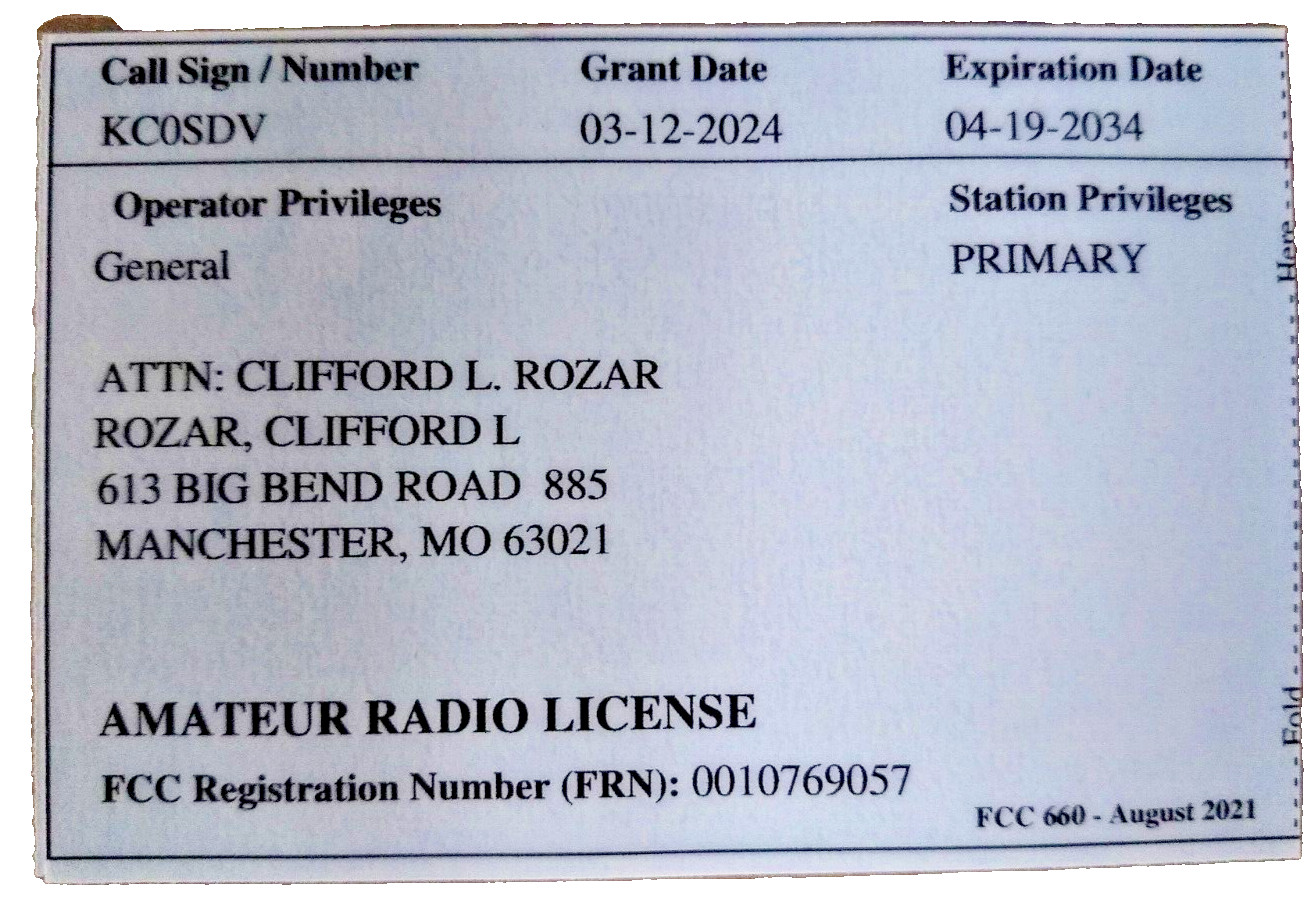 Call Sign / Number Grant Date Expiration Date
KC0SDV 03-12-2024 04-19-2034
Operator Privileges Station Privileges
General PRIMARY
ATTN: CLIFFORD L. ROZAR
ROZAR, CLIFFORD L
613 BIG BEND ROAD 885
MANCHESTER, MO 63021
AMATEUR RADIO LICENSE
FCC Registration Number (FRN): 0010769057
FCC 660 - August 2021
Fold Here